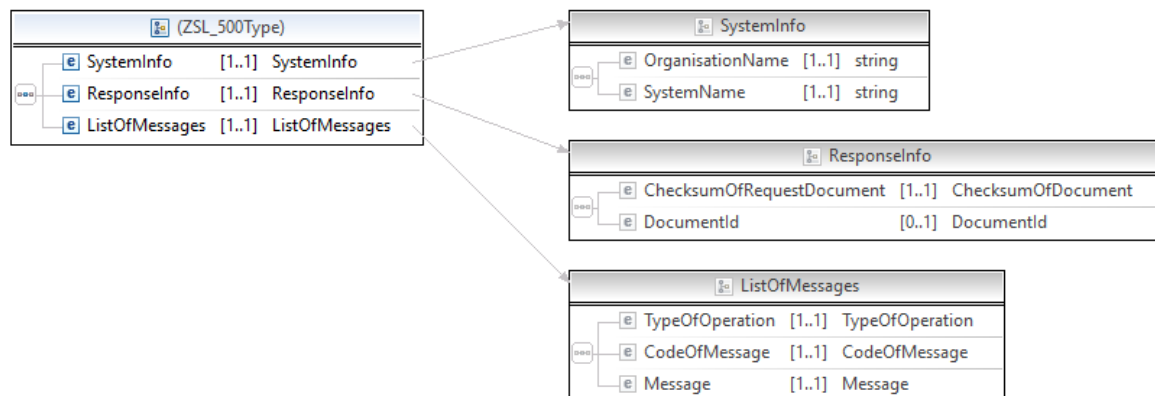 (ZSL_500Type)
SystemInfo [1..1] SystemInfo
ResponseInfo [1..1] ResponseInfo
ListOfMessages [1..1] ListOfMessages
SystemInfo
OrganisationName [1..1] string
SystemName [1..1] string
ResponseInfo
ChecksumOfRequestDocument [1..1] ChecksumOfDocument
DocumentId [0..1] DocumentId
ListOfMessages
TypeOfOperation [1..1] TypeOfOperation
CodeOfMessage [1..1] CodeOfMessage
Message [1..1] Message